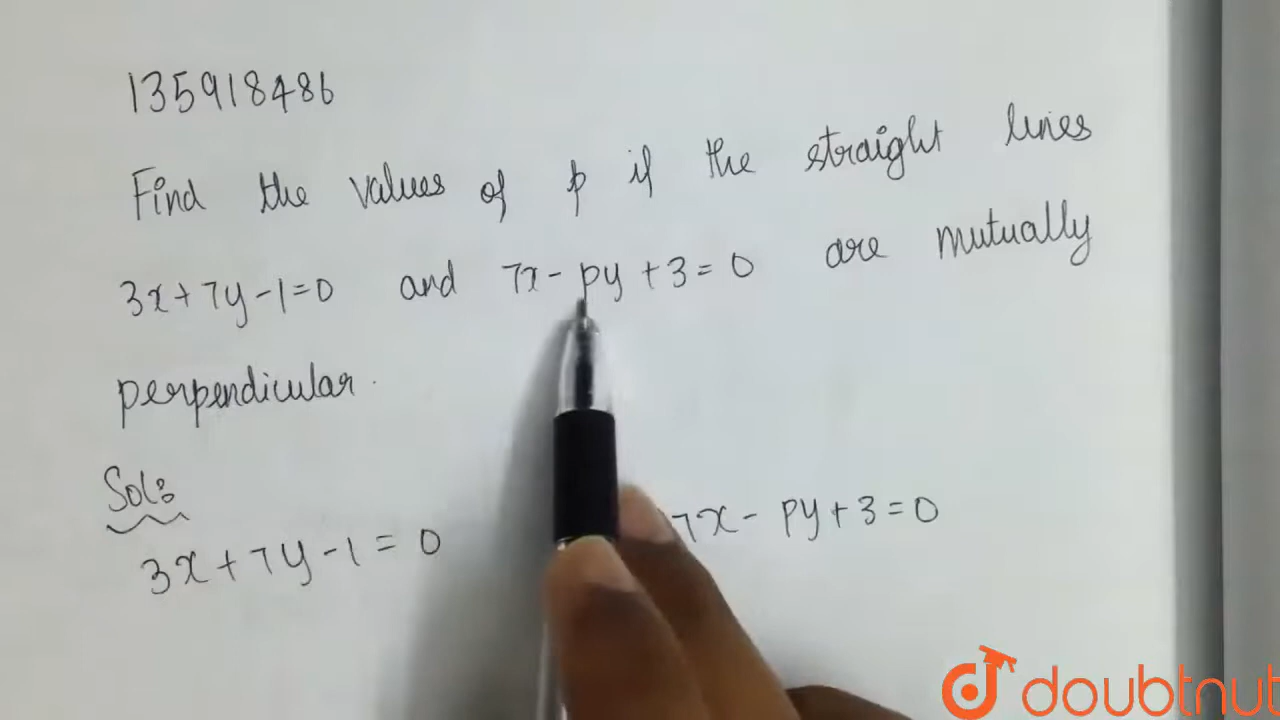 135918486
Find the values of p if the straight lines
3x+7y-1=0 and 7x-py+3=0 are mutually
perpendicular.
Sol:
3x+7y-1=0 7x-py+3=0
doubtnut